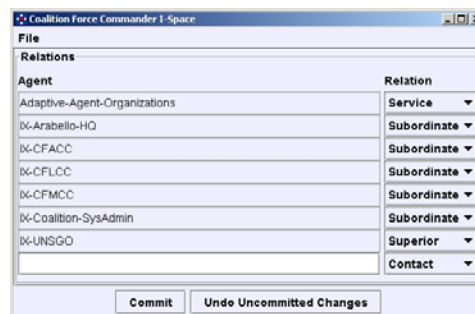 Coalition Force Commander I-Space
File
Relations
Agent Relation
Adaptive-Agent-Organizations Service
IX-Arabello-HQ Subordinate
IX-CFACC Subordinate
IX-CFLCC Subordinate
IX-CFMCC Subordinate
IX-Coalition-SysAdmin Subordinate
IX-UNSGO Superior
Contact
Commit Undo Uncommitted Changes